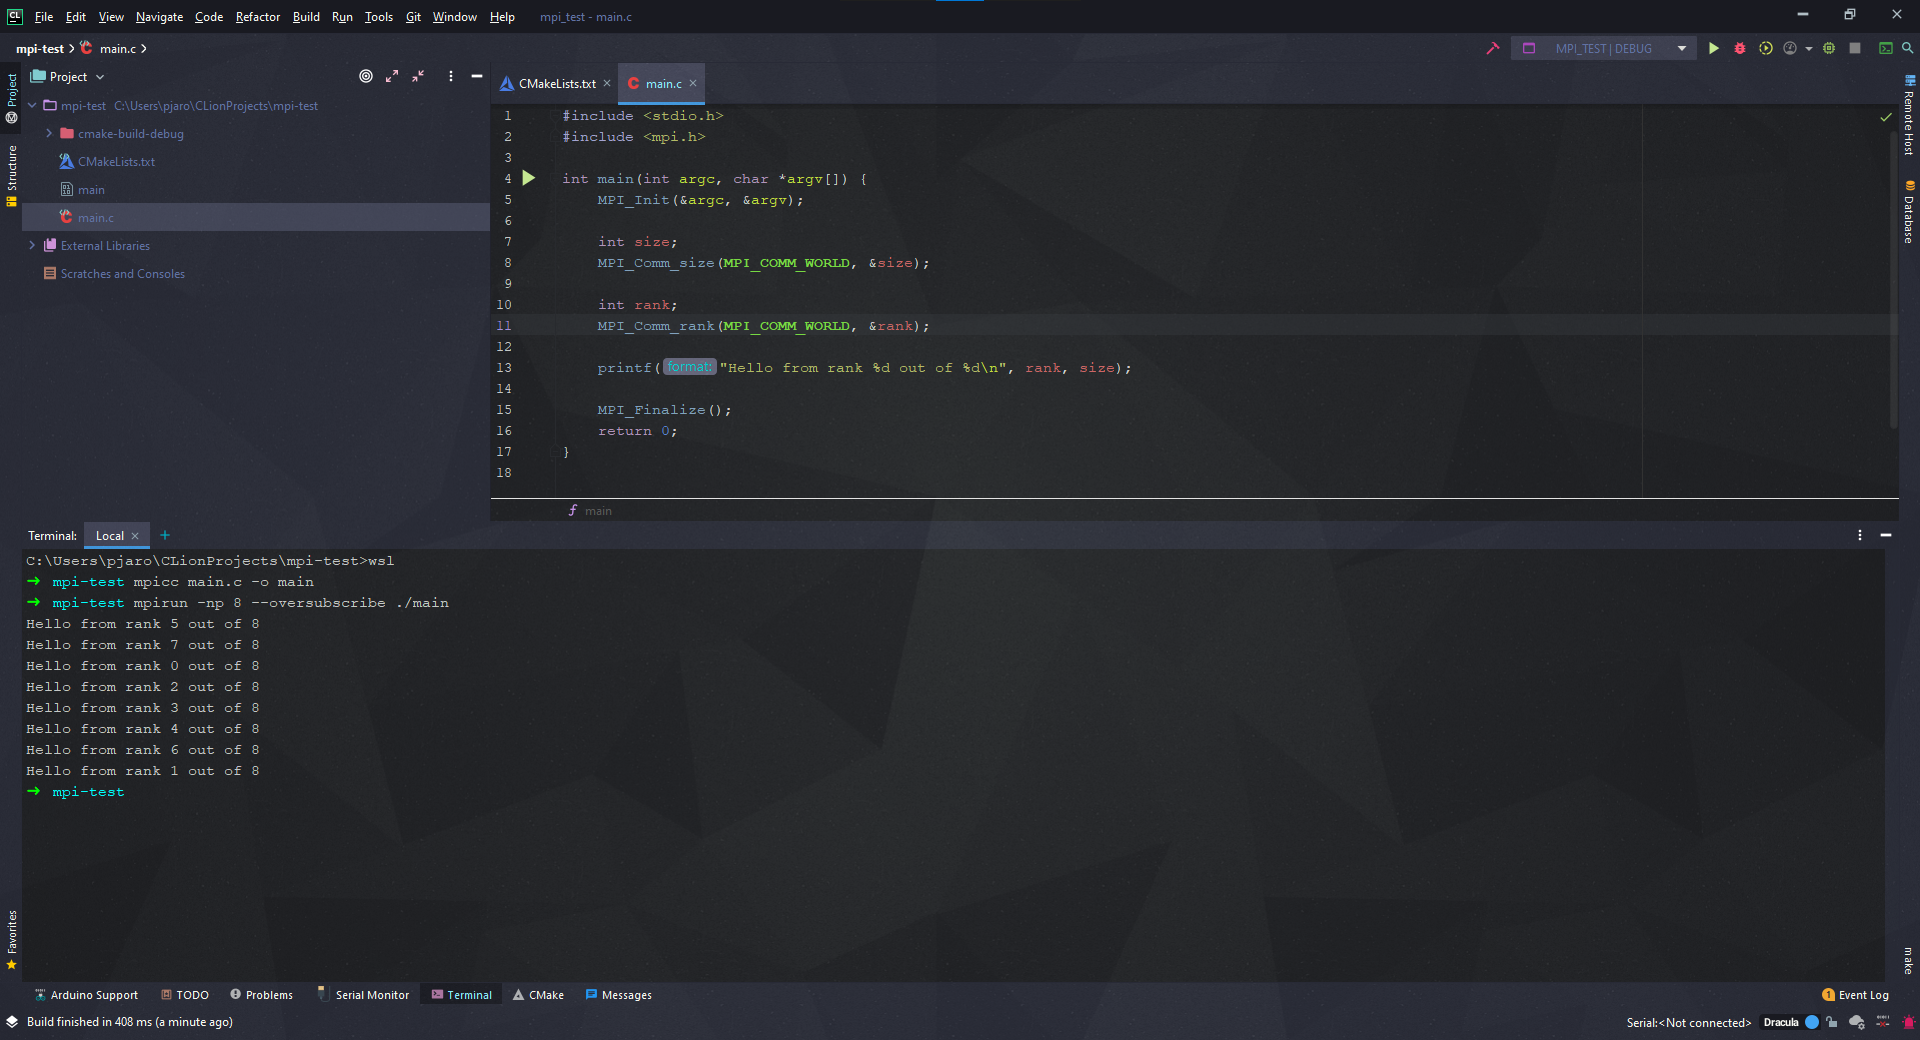 CL File Edit View Navigate Code Refactor Build Run Tools Git Window Help mpi_test - main.c
mpi-test main.c
MPI_TEST | DEBUG
Project
Structure
Favorites
Project
mpi-test C:\Users\pjaro\CLionProjects\mpi-test
cmake-build-debug
CMakeLists.txt
main
main.c
External Libraries
Scratches and Consoles
CMakeLists.txt main.c
1 #include <stdio.h>
2 #include <mpi.h>
3
4 int main(int argc, char *argv[]) {
5 MPI_Init(&argc, &argv);
6
7 int size;
8 MPI_Comm_size(MPI_COMM_WORLD, &size);
9
10 int rank;
11 MPI_Comm_rank(MPI_COMM_WORLD, &rank);
12
13 printf( format: "Hello from rank %d out of %d\n", rank, size);
14
15 MPI_Finalize();
16 return 0;
17 }
18
f main
Remote Host
Database
make
Terminal: Local +
C:\Users\pjaro\CLionProjects\mpi-test>wsl
➜ mpi-test mpicc main.c -o main
➜ mpi-test mpirun -np 8 --oversubscribe ./main
Hello from rank 5 out of 8
Hello from rank 7 out of 8
Hello from rank 0 out of 8
Hello from rank 2 out of 8
Hello from rank 3 out of 8
Hello from rank 4 out of 8
Hello from rank 6 out of 8
Hello from rank 1 out of 8
➜ mpi-test
Arduino Support TODO Problems Serial Monitor Terminal CMake Messages 1 Event Log
Build finished in 408 ms (a minute ago) Serial:<Not connected> Dracula